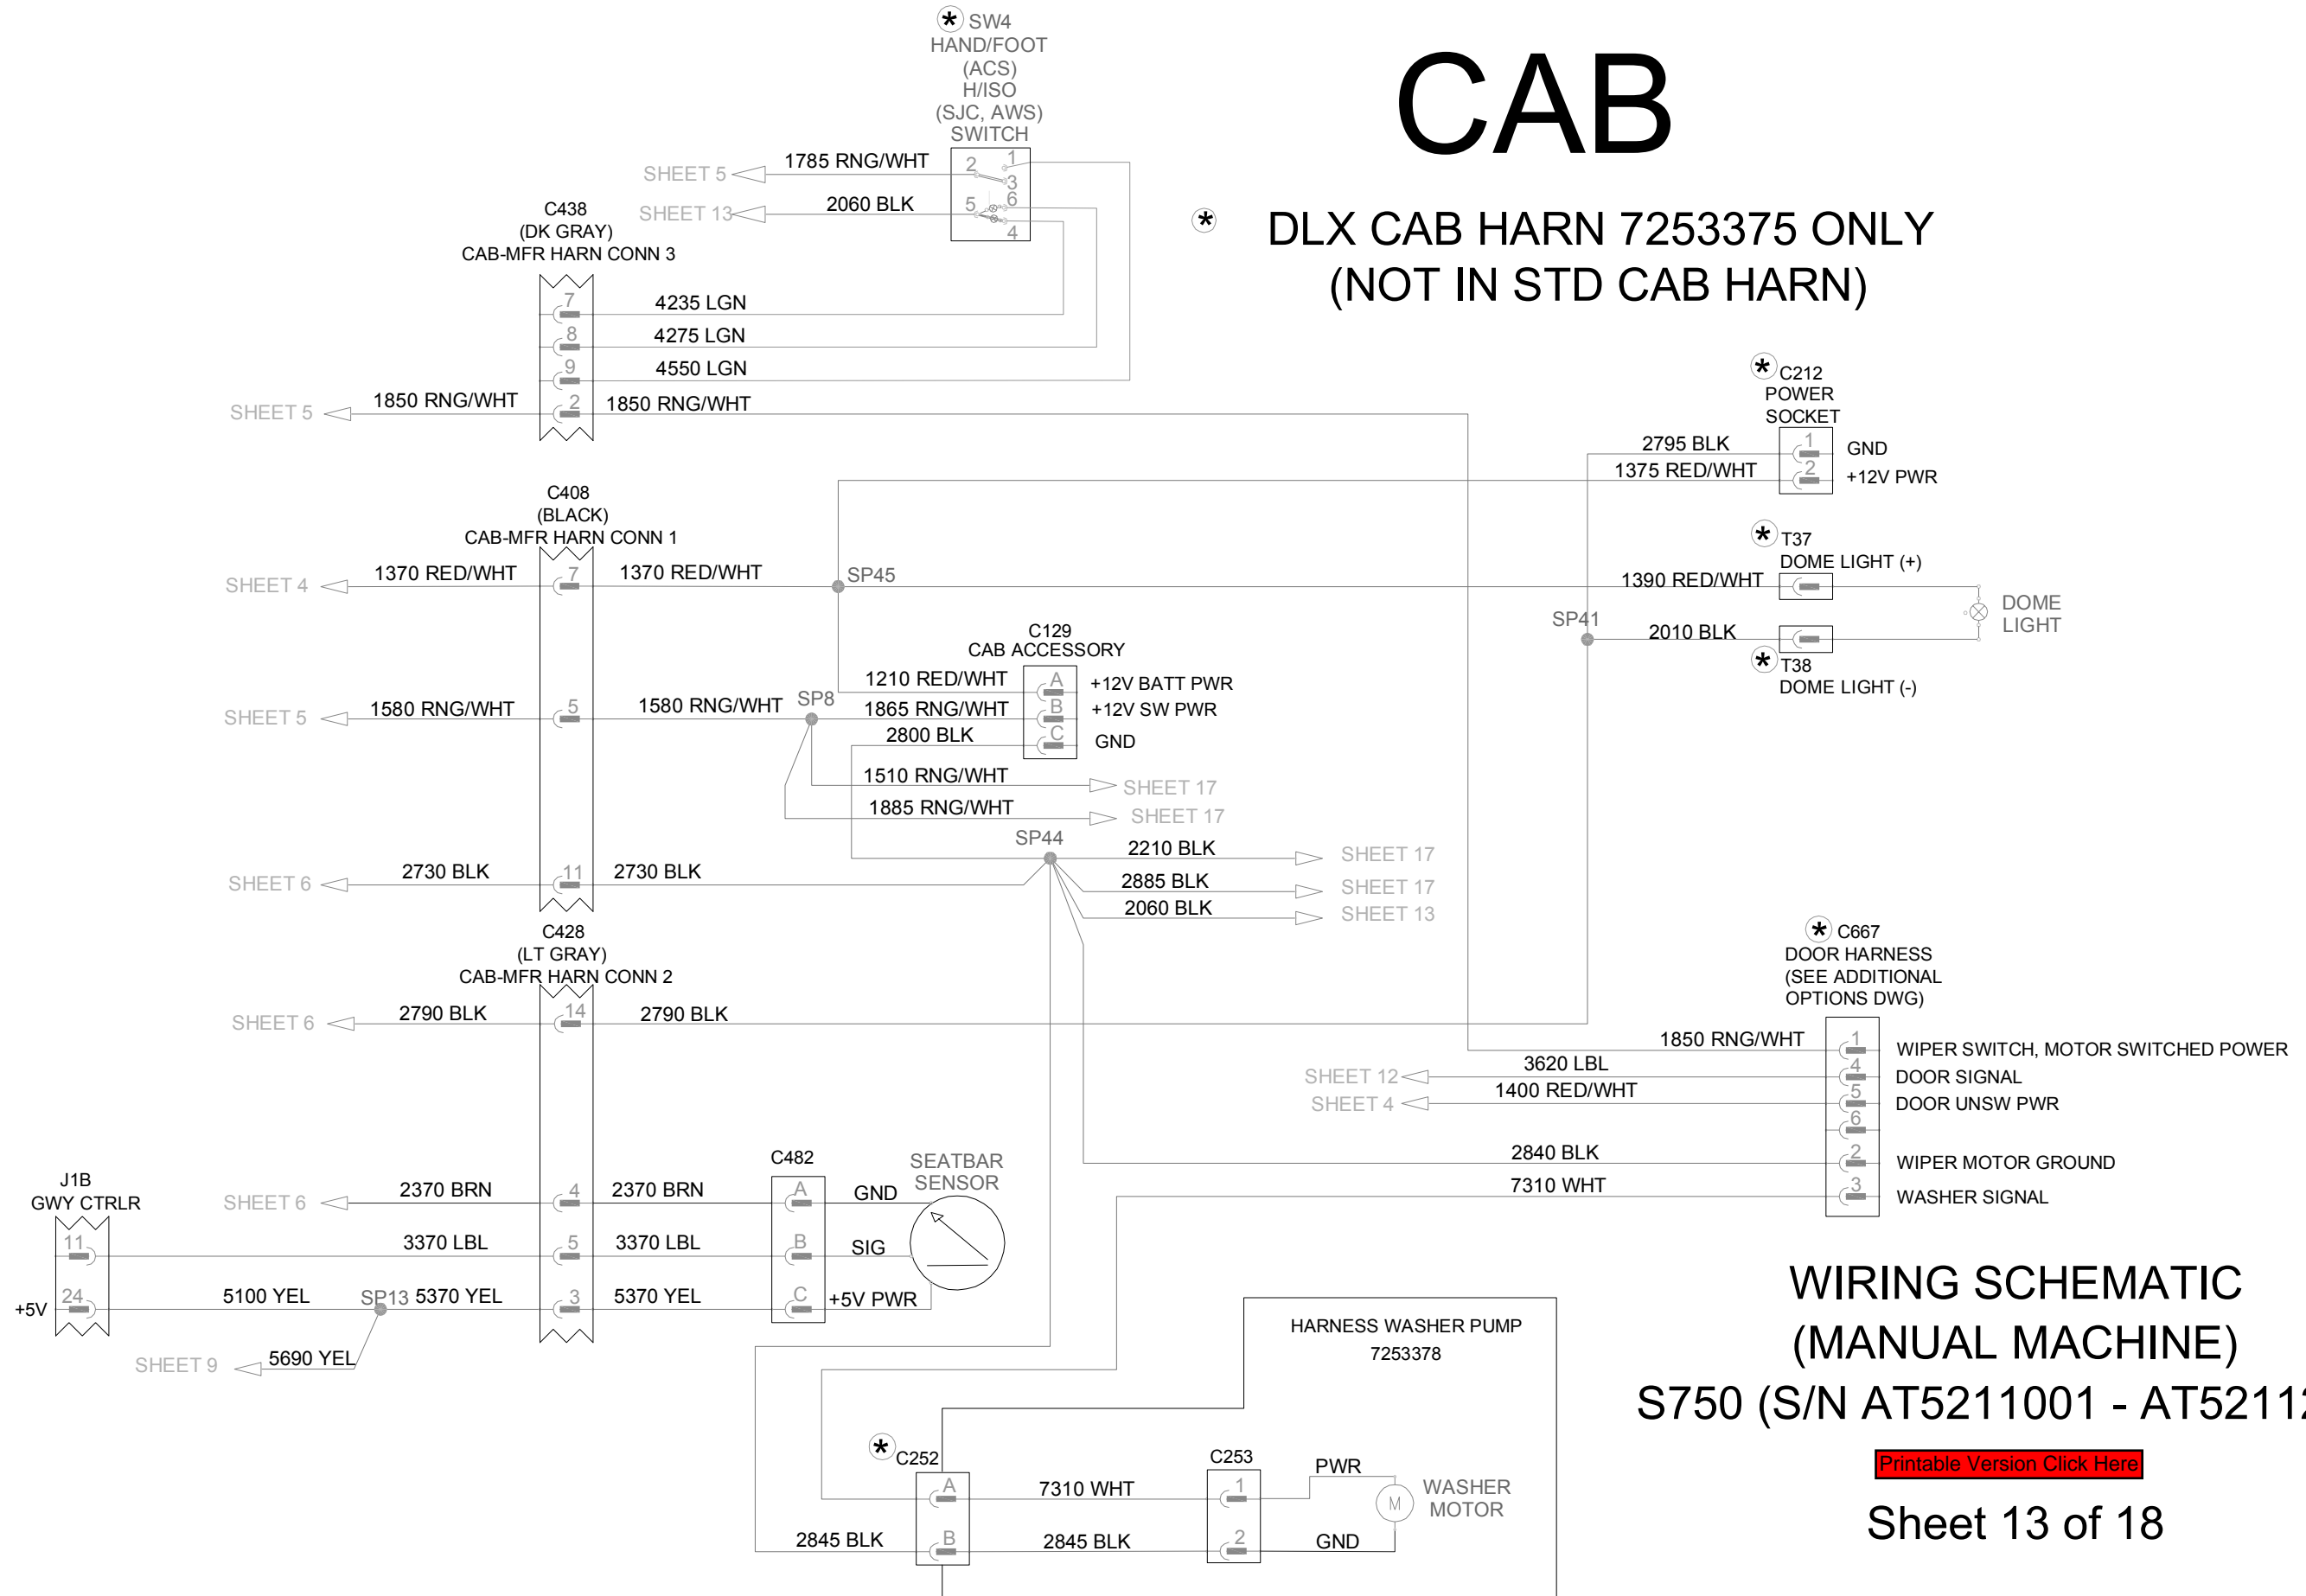 * SW4
HAND/FOOT
(ACS)
H/ISO
(SJC, AWS)
SWITCH
CAB
* DLX CAB HARN 7253375 ONLY
(NOT IN STD CAB HARN)
SHEET 5
1785 RNG/WHT
2
1
3
SHEET 13
2060 BLK
5
6
4
C438
(DK GRAY)
CAB-MFR HARN CONN 3
7
4235 LGN
8
4275 LGN
9
4550 LGN
SHEET 5
1850 RNG/WHT
2
1850 RNG/WHT
* C212
POWER
SOCKET
2795 BLK
1
GND
1375 RED/WHT
2
+12V PWR
C408
(BLACK)
CAB-MFR HARN CONN 1
SHEET 4
1370 RED/WHT
7
1370 RED/WHT
SP45
* T37
DOME LIGHT (+)
1390 RED/WHT
DOME
LIGHT
SP41
2010 BLK
* T38
DOME LIGHT (-)
C129
CAB ACCESSORY
1210 RED/WHT
A
+12V BATT PWR
SHEET 5
1580 RNG/WHT
5
1580 RNG/WHT
SP8
1865 RNG/WHT
B
+12V SW PWR
2800 BLK
C
GND
1510 RNG/WHT
SHEET 17
1885 RNG/WHT
SHEET 17
SP44
2210 BLK
SHEET 17
SHEET 6
2730 BLK
11
2730 BLK
2885 BLK
SHEET 17
2060 BLK
SHEET 13
C428
(LT GRAY)
CAB-MFR HARN CONN 2
SHEET 6
2790 BLK
14
2790 BLK
* C667
DOOR HARNESS
(SEE ADDITIONAL
OPTIONS DWG)
1850 RNG/WHT
1
WIPER SWITCH, MOTOR SWITCHED POWER
SHEET 12
3620 LBL
4
DOOR SIGNAL
SHEET 4
1400 RED/WHT
5
DOOR UNSW PWR
6
2840 BLK
2
WIPER MOTOR GROUND
7310 WHT
3
WASHER SIGNAL
J1B
GWY CTRLR
C482
SEATBAR
SENSOR
SHEET 6
2370 BRN
4
2370 BRN
A
GND
11
3370 LBL
5
3370 LBL
B
SIG
+5V
24
5100 YEL
SP13
5370 YEL
3
5370 YEL
C
+5V PWR
SHEET 9
5690 YEL
HARNESS WASHER PUMP
7253378
* C252
C253
A
7310 WHT
1
PWR
M
WASHER
MOTOR
2845 BLK
B
2845 BLK
2
GND
WIRING SCHEMATIC
(MANUAL MACHINE)
S750 (S/N AT5211001 - AT52112
Printable Version Click Here
Sheet 13 of 18